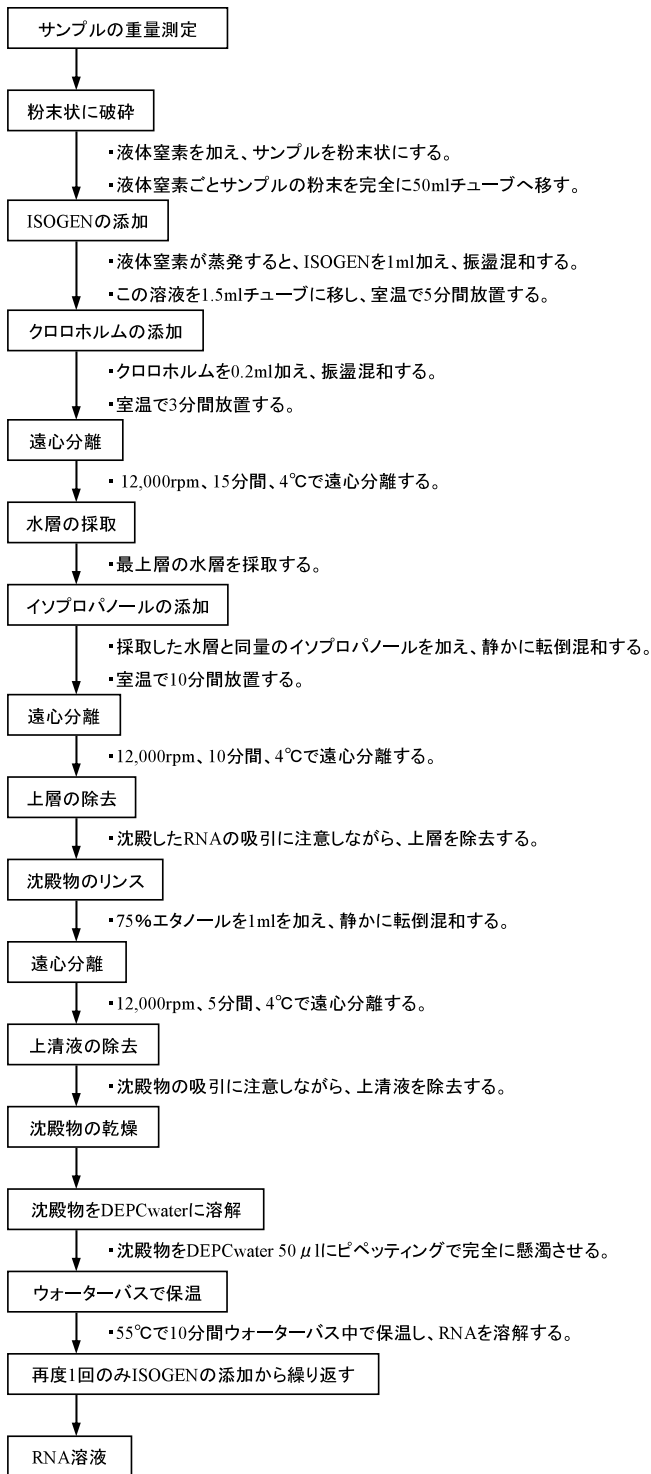 サンプルの重量測定
粉末状に破砕
・液体窒素を加え、サンプルを粉末状にする。
・液体窒素ごとサンプルの粉末を完全に50mlチューブへ移す。
ISOGENの添加
・液体窒素が蒸発すると、ISOGENを1ml加え、振盪混和する。
・この溶液を1.5mlチューブに移し、室温で5分間放置する。
クロロホルムの添加
・クロロホルムを0.2ml加え、振盪混和する。
・室温で3分間放置する。
遠心分離
・ 12,000rpm、15分間、4℃で遠心分離する。
水層の採取
・最上層の水層を採取する。
イソプロパノールの添加
・採取した水層と同量のイソプロパノールを加え、静かに転倒混和する。
・室温で10分間放置する。
遠心分離
・12,000rpm、10分間、4℃で遠心分離する。
上層の除去
・沈殿したRNAの吸引に注意しながら、上層を除去する。
沈殿物のリンス
・75%エタノールを1mlを加え、静かに転倒混和する。
遠心分離
・12,000rpm、5分間、4℃で遠心分離する。
上清液の除去
・沈殿物の吸引に注意しながら、上清液を除去する。
沈殿物の乾燥
沈殿物をDEPCwaterに溶解
・沈殿物をDEPCwater 50μlにピペッティングで完全に懸濁させる。
ウォーターバスで保温
・55℃で10分間ウォーターバス中で保温し、RNAを溶解する。
再度1回のみISOGENの添加から繰り返す
RNA溶液